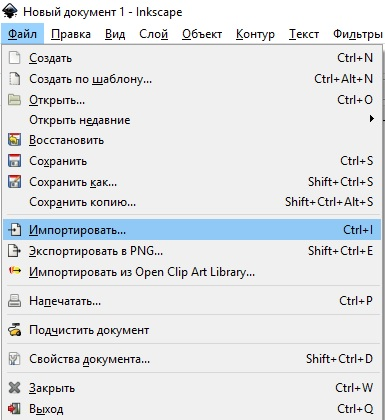 Новый документ 1 - Inkscape
Файл Правка Вид Слой Объект Контур Текст Фильтры
Создать Ctrl+N
Создать по шаблону... Ctrl+Alt+N
Открыть... Ctrl+O
Открыть недавние
Восстановить
Сохранить Ctrl+S
Сохранить как... Shift+Ctrl+S
Сохранить копию... Shift+Ctrl+Alt+S
Импортировать... Ctrl+I
Экспортировать в PNG... Shift+Ctrl+E
Импортировать из Open Clip Art Library...
Напечатать... Ctrl+P
Подчистить документ
Свойства документа... Shift+Ctrl+D
Закрыть Ctrl+W
Выход Ctrl+Q